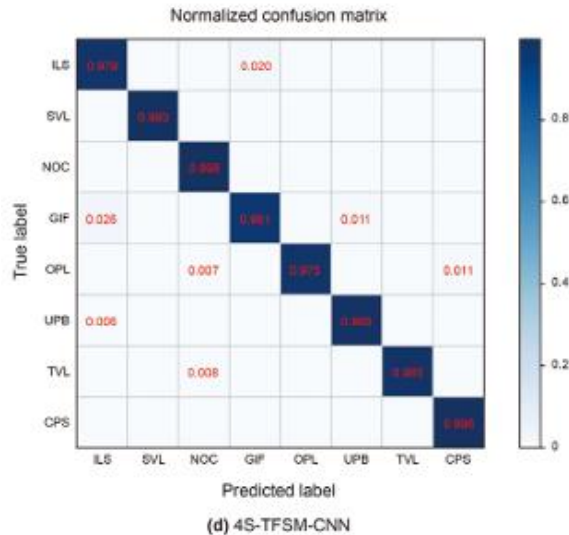 Normalized confusion matrix
ILS 0.979 0.020
SVL
NOC
0.8
GIF 0.026 0.011
0.6
True label
OPL 0.007 0.011
0.4
UPB 0.006
0.2
TVL 0.008
CPS
0
ILS SVL NOC GIF OPL UPB TVL CPS
Predicted label
(d) 4S-TFSM-CNN